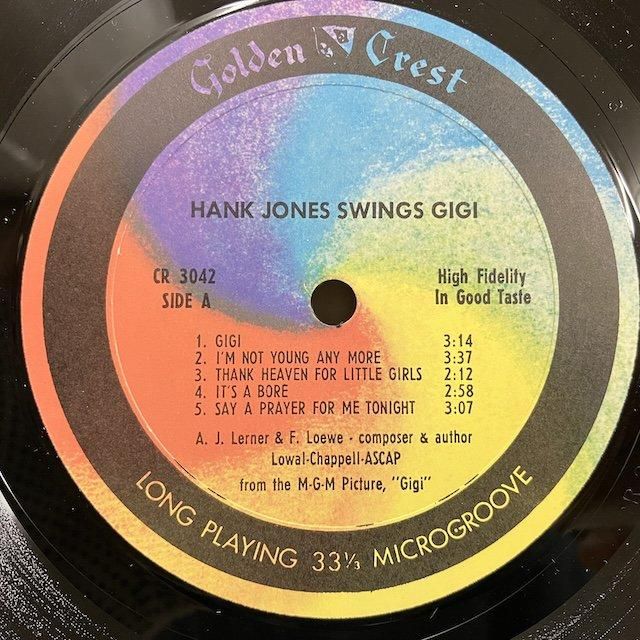 Golden Crest
HANK JONES SWINGS GIGI
CR 3042
SIDE A
High Fidelity
In Good Taste
1. GIGI 3:14
2. I'M NOT YOUNG ANY MORE 3:37
3. THANK HEAVEN FOR LITTLE GIRLS 2:12
4. IT'S A BORE 2:58
5. SAY A PRAYER FOR ME TONIGHT 3:07
A. J. Lerner & F. Loewe - composer & author
Lowal-Chappell-ASCAP
from the M-G-M Picture, "Gigi"
LONG PLAYING 33⅓ MICROGROOVE